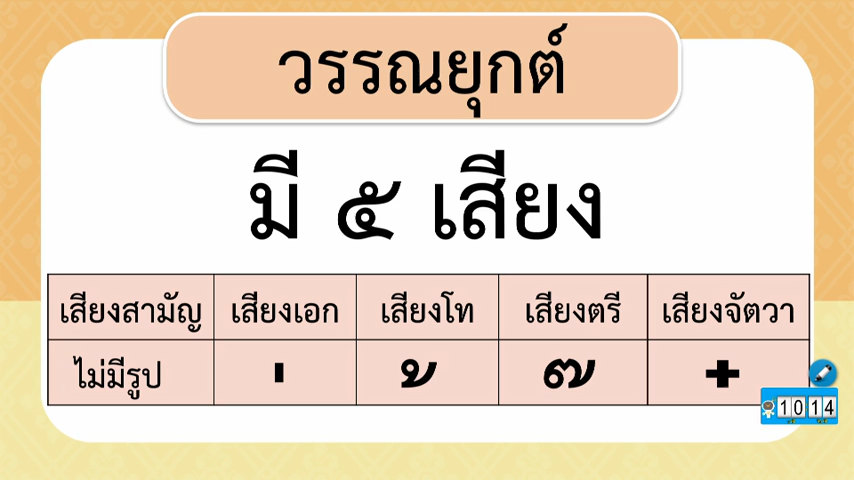 วรรณยุกต์
มี ๕ เสียง
เสียงสามัญ เสียงเอก เสียงโท เสียงตรี เสียงจัตวา
ไม่มีรูป ่ ้ ๊ ๋
10 14